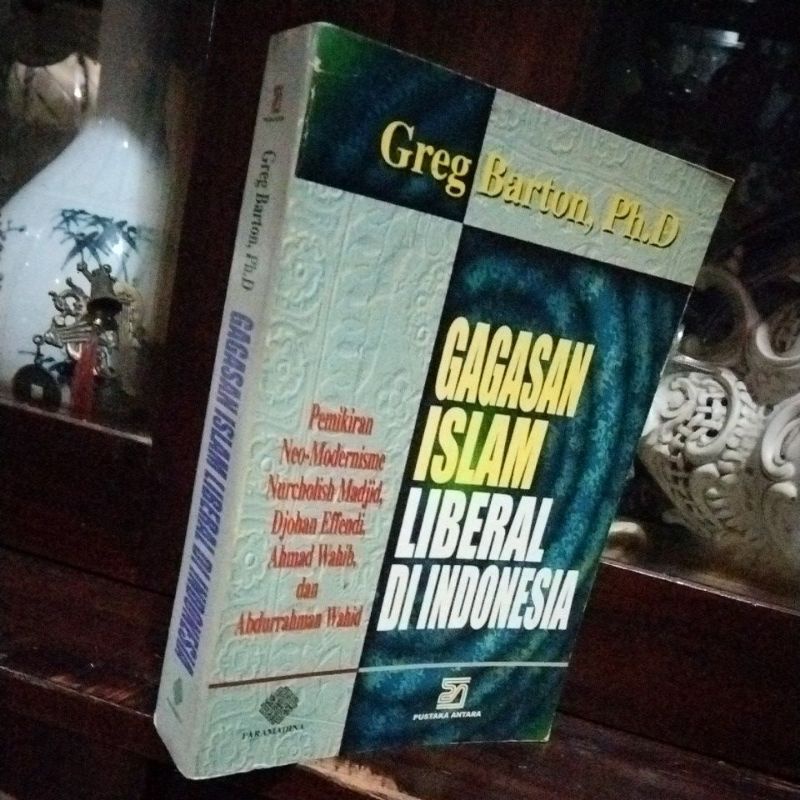 Greg Barton, Ph.D
GAGASAN
ISLAM
LIBERAL
DI INDONESIA
Pemikiran
Neo-Modernisme
Nurcholish Madjid,
Djohan Effendi,
Ahmad Wahib,
dan
Abdurrahman Wahid
PARAMADINA
PUSTAKA ANTARA
Greg Barton, Ph.D
GAGASAN ISLAM LIBERAL DI INDONESIA